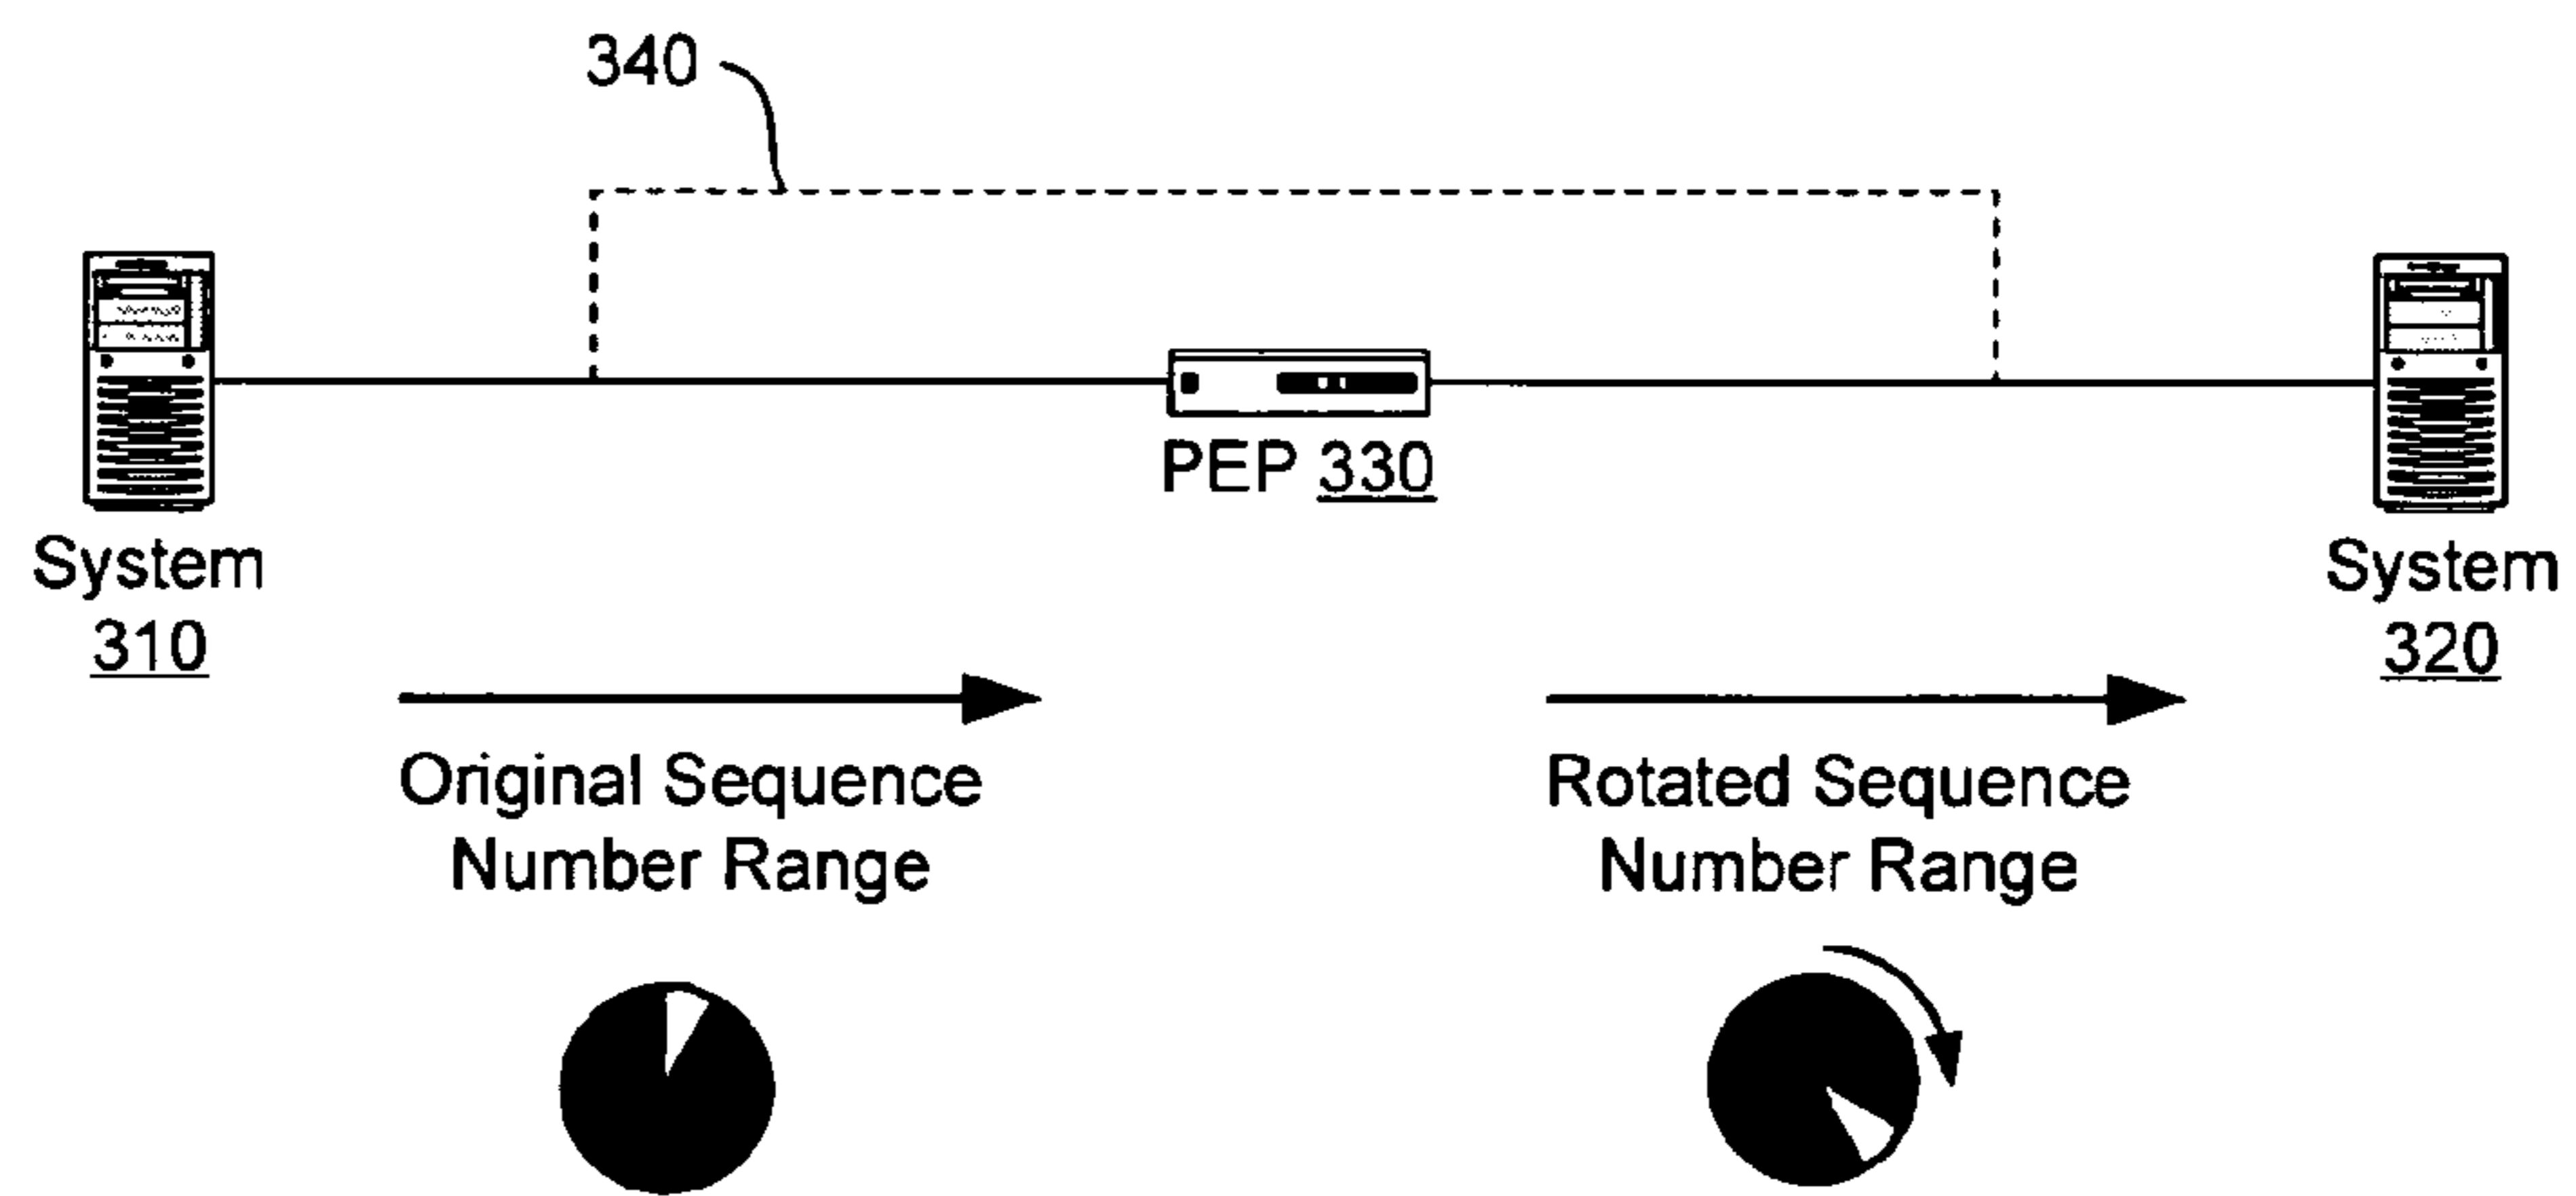 340
PEP 330
System
310
System
320
Original Sequence
Number Range
Rotated Sequence
Number Range